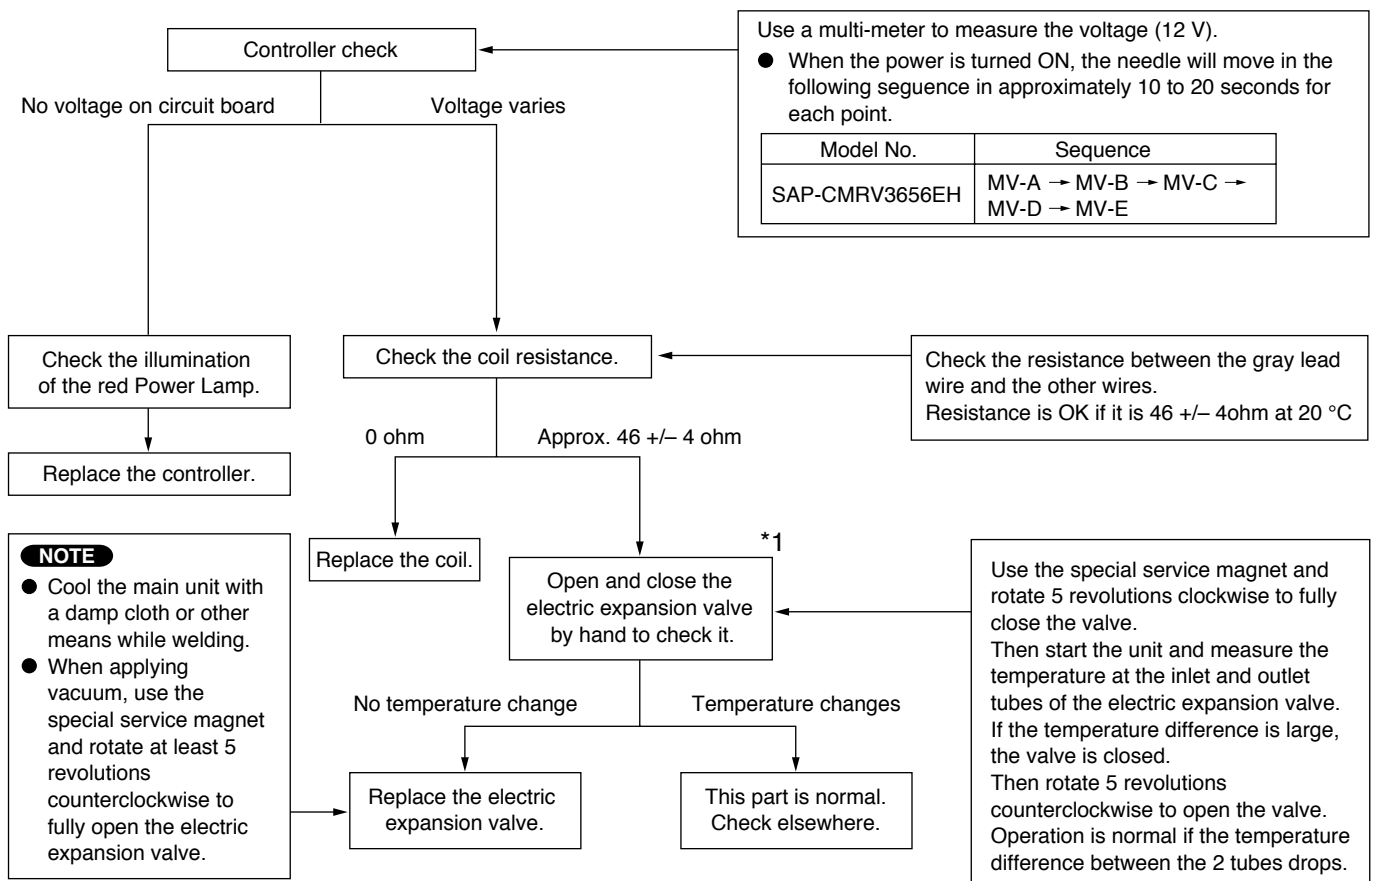 Controller check
Use a multi-meter to measure the voltage (12 V).
● When the power is turned ON, the needle will move in the
following seguence in approximately 10 to 20 seconds for
each point.
Model No. Sequence
SAP-CMRV3656EH MV-A → MV-B → MV-C →
MV-D → MV-E
No voltage on circuit board Voltage varies
Check the illumination
of the red Power Lamp.
Check the coil resistance.
Check the resistance between the gray lead
wire and the other wires.
Resistance is OK if it is 46 +/– 4ohm at 20 °C
Replace the controller.
0 ohm Approx. 46 +/– 4 ohm
Replace the coil.
*1
Open and close the
electric expansion valve
by hand to check it.
Use the special service magnet and
rotate 5 revolutions clockwise to fully
close the valve.
Then start the unit and measure the
temperature at the inlet and outlet
tubes of the electric expansion valve.
If the temperature difference is large,
the valve is closed.
Then rotate 5 revolutions
counterclockwise to open the valve.
Operation is normal if the temperature
difference between the 2 tubes drops.
NOTE
● Cool the main unit with
a damp cloth or other
means while welding.
● When applying
vacuum, use the
special service magnet
and rotate at least 5
revolutions
counterclockwise to
fully open the electric
expansion valve.
No temperature change Temperature changes
Replace the electric
expansion valve.
This part is normal.
Check elsewhere.